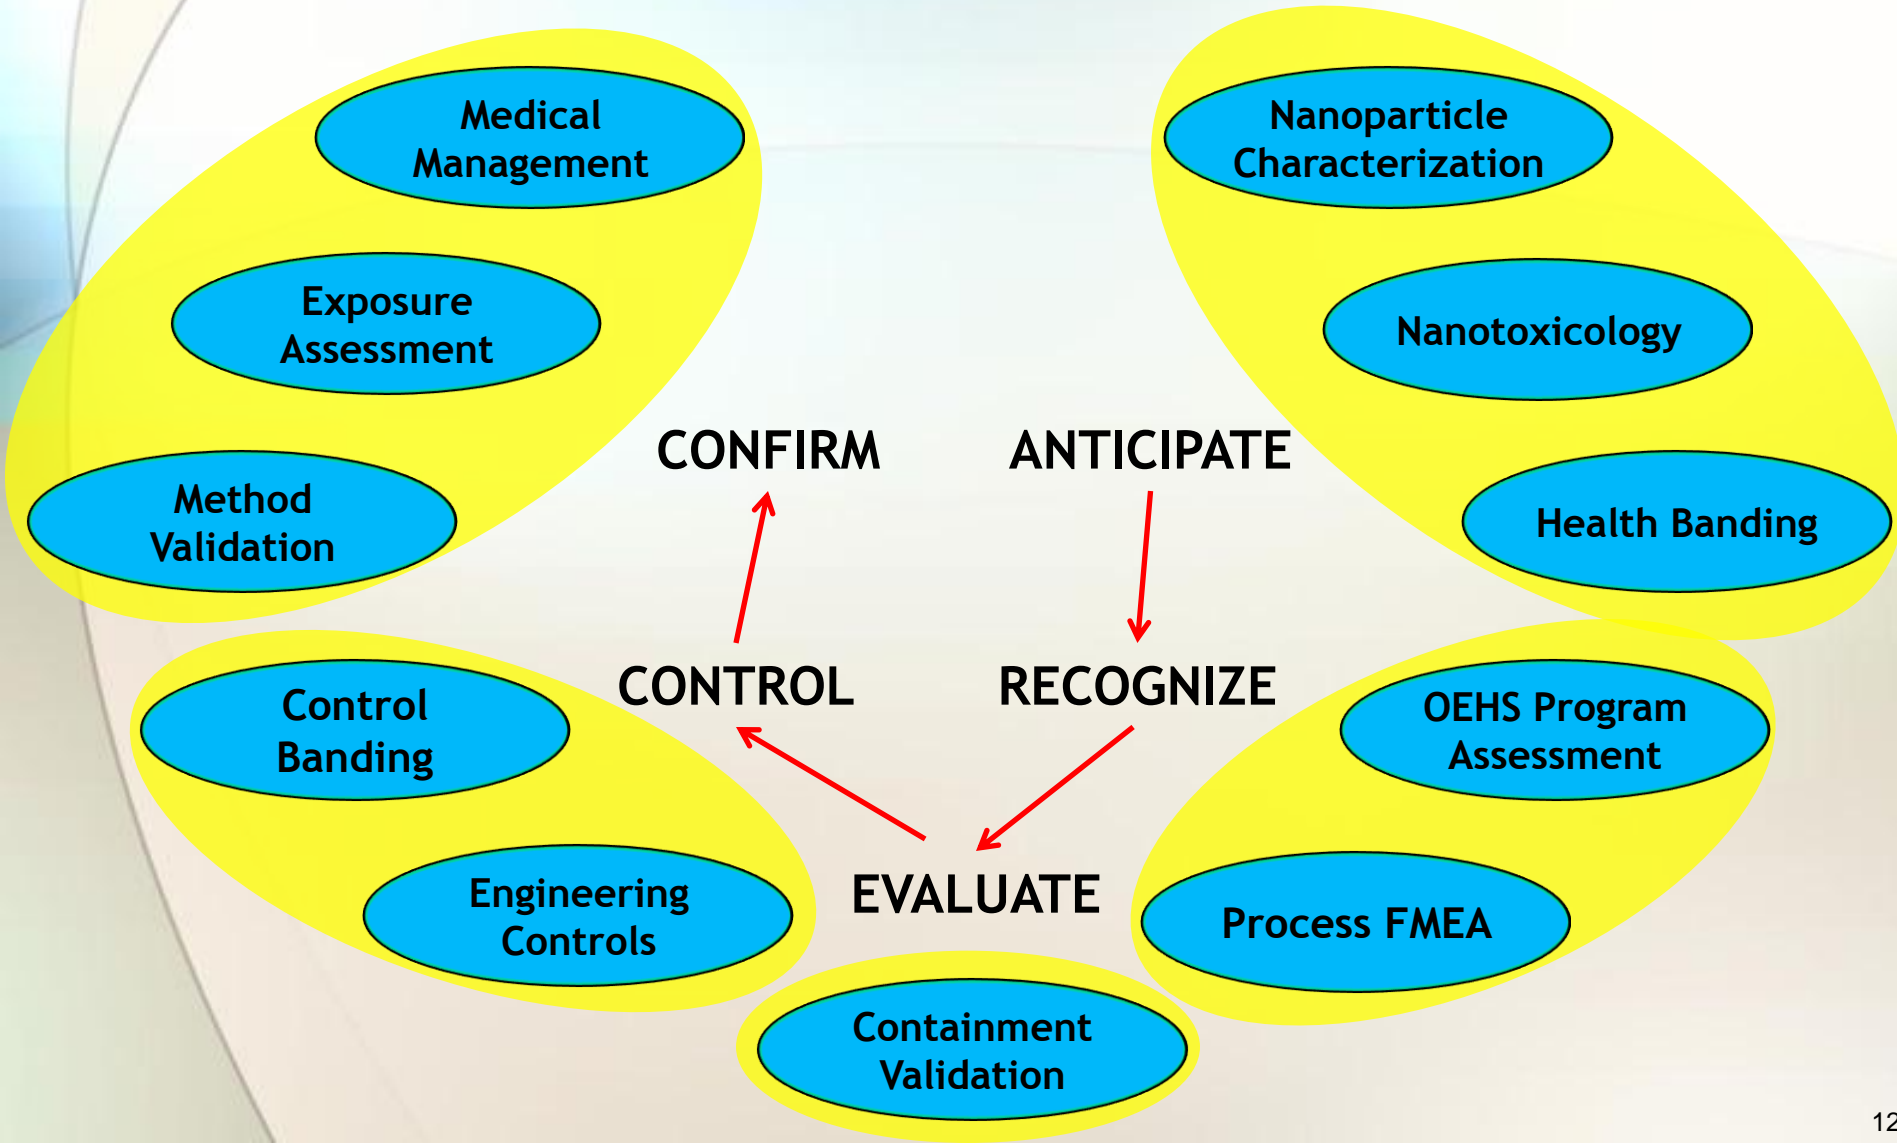 Medical
Management
Nanoparticle
Characterization
Exposure
Assessment
Nanotoxicology
CONFIRM
ANTICIPATE
Method
Validation
Health Banding
CONTROL
RECOGNIZE
Control
Banding
OEHS Program
Assessment
EVALUATE
Engineering
Controls
Process FMEA
Containment
Validation
12